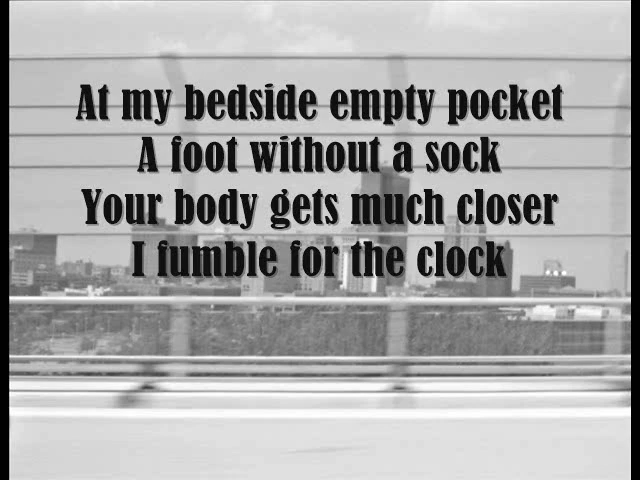 At my bedside empty pocket
A foot without a sock
Your body gets much closer
I fumble for the clock